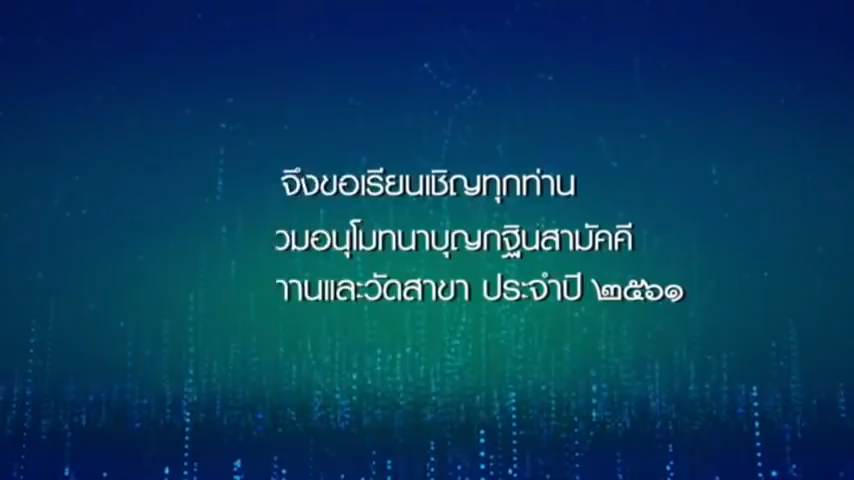 จึงขอเรียนเชิญทุกท่าน
วมอนุโมทนาบุญกฐินสามัคคี
านและวัดสาขา ประจำปี ๒๕๖๑